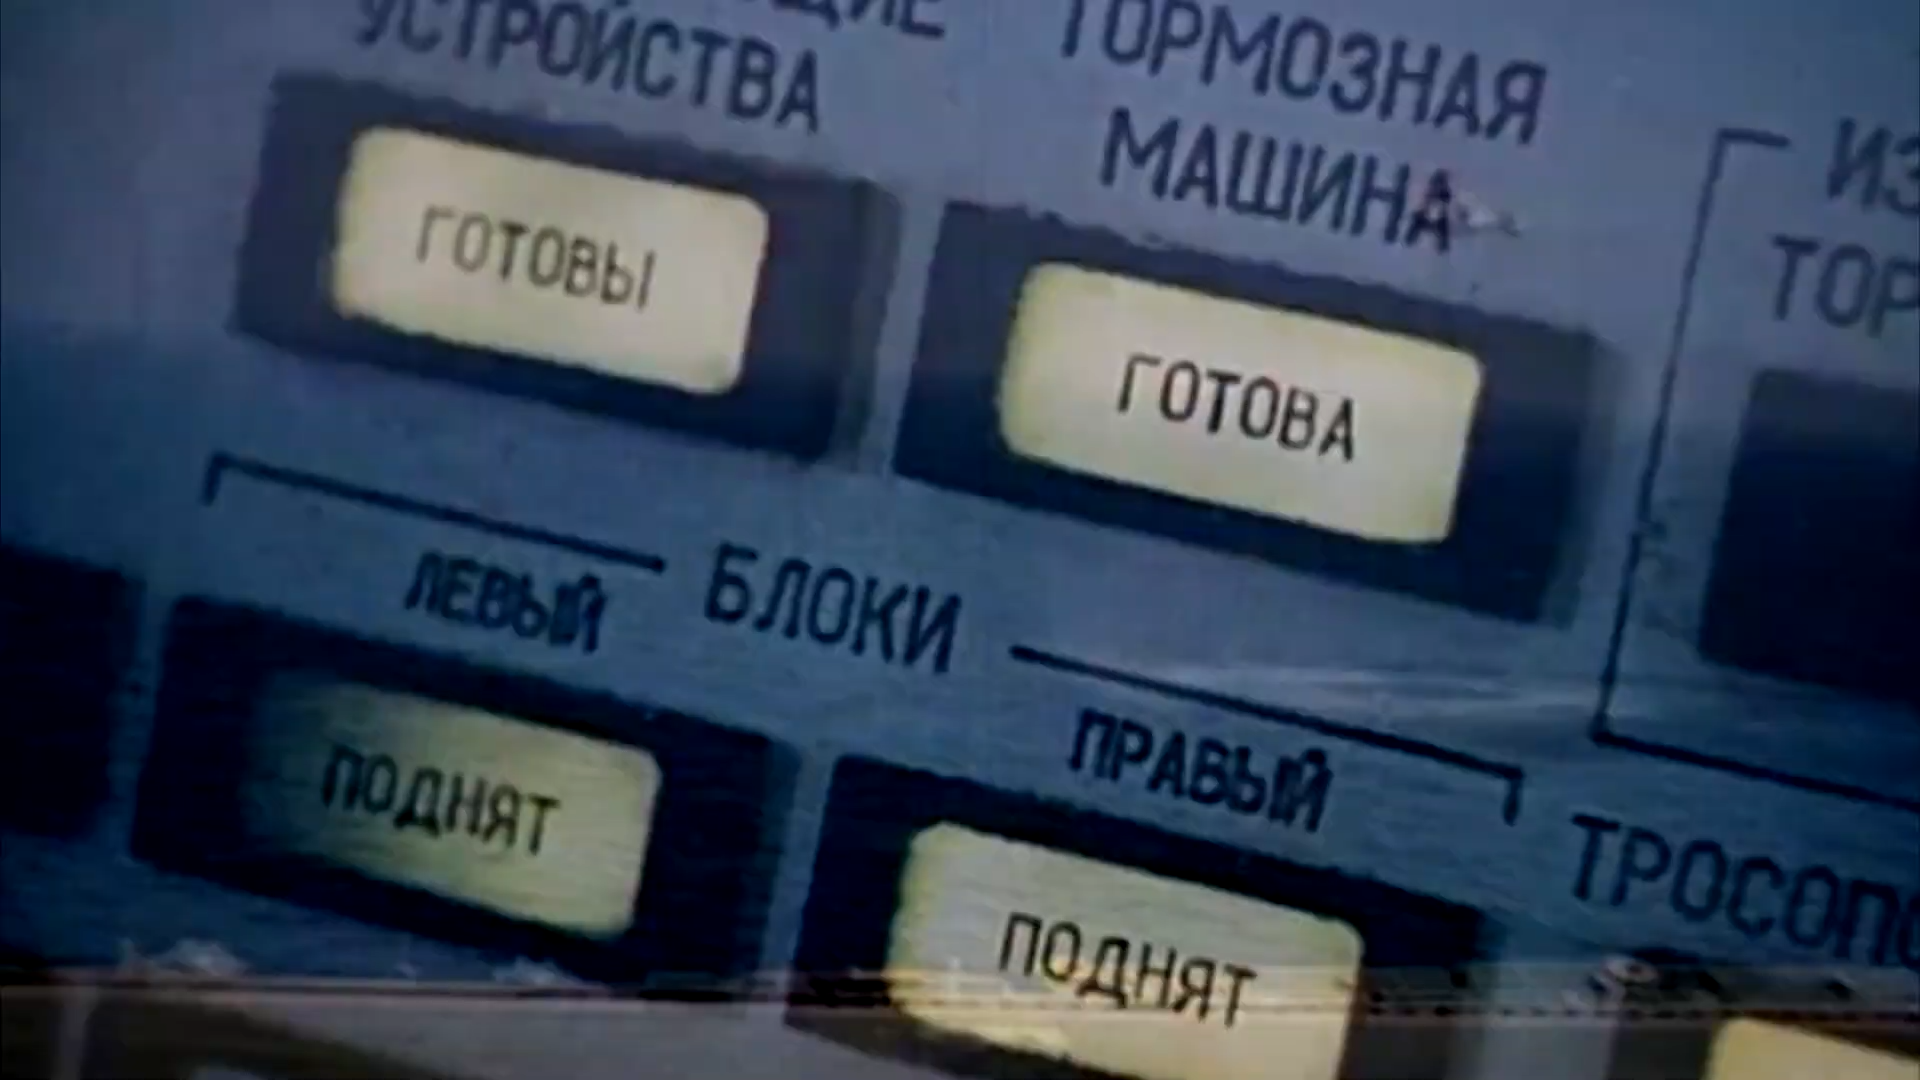 УСТРОЙСТВА
ТОРМОЗНАЯ
МАШИНА
ГОТОВЫ
ГОТОВА
БЛОКИ
ЛЕВЫЙ
ПРАВЫЙ
ПОДНЯТ
ПОДНЯТ